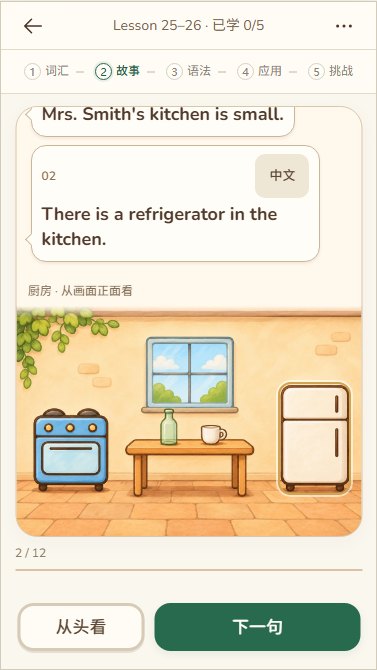 Lesson 25–26 · 已学 0/5
1 词汇 — 2 故事 — 3 语法 — 4 应用 — 5 挑战
Mrs. Smith's kitchen is small.
02 中文
There is a refrigerator in the
kitchen.
厨房 · 从画面正面看
2 / 12
从头看 下一句